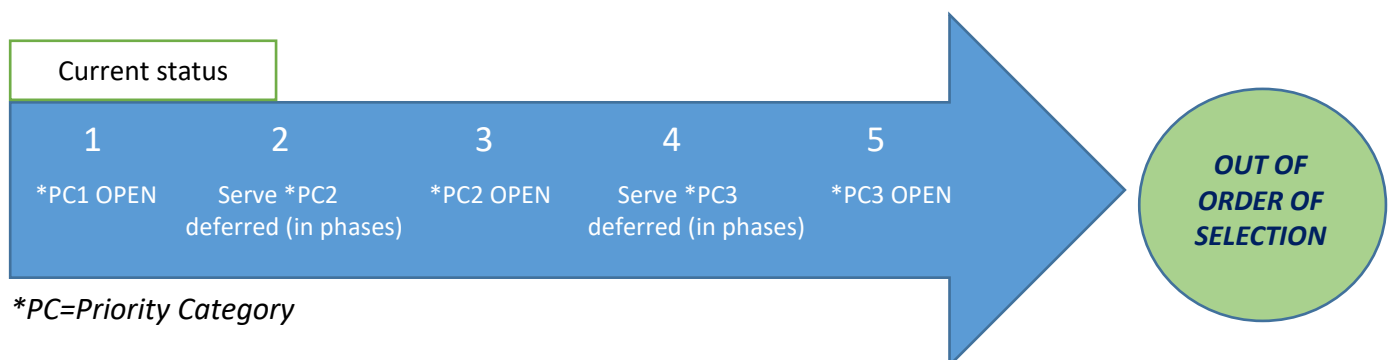 Current status
1 2 3 4 5
*PC1 OPEN Serve *PC2 *PC2 OPEN Serve *PC3 *PC3 OPEN
deferred (in phases) deferred (in phases)
OUT OF
ORDER OF
SELECTION
*PC=Priority Category